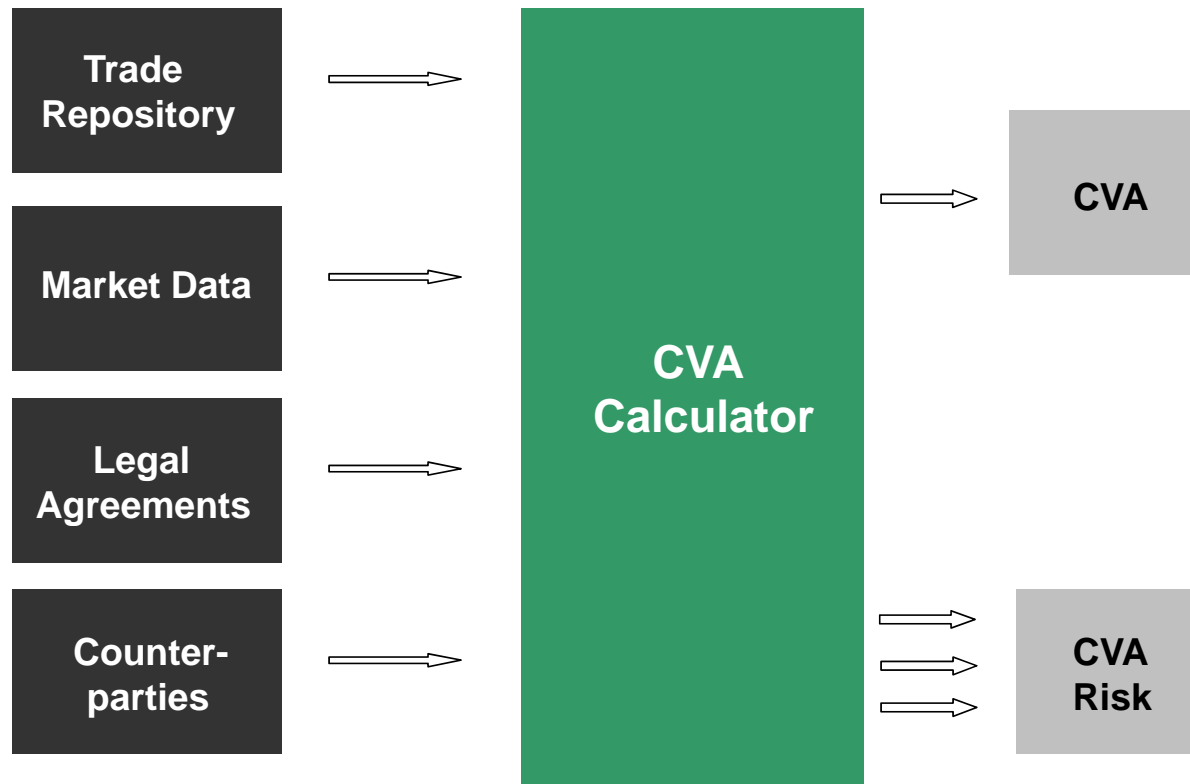 Trade
Repository
Market Data
Legal
Agreements
Counter-
parties
CVA
Calculator
CVA
CVA
Risk